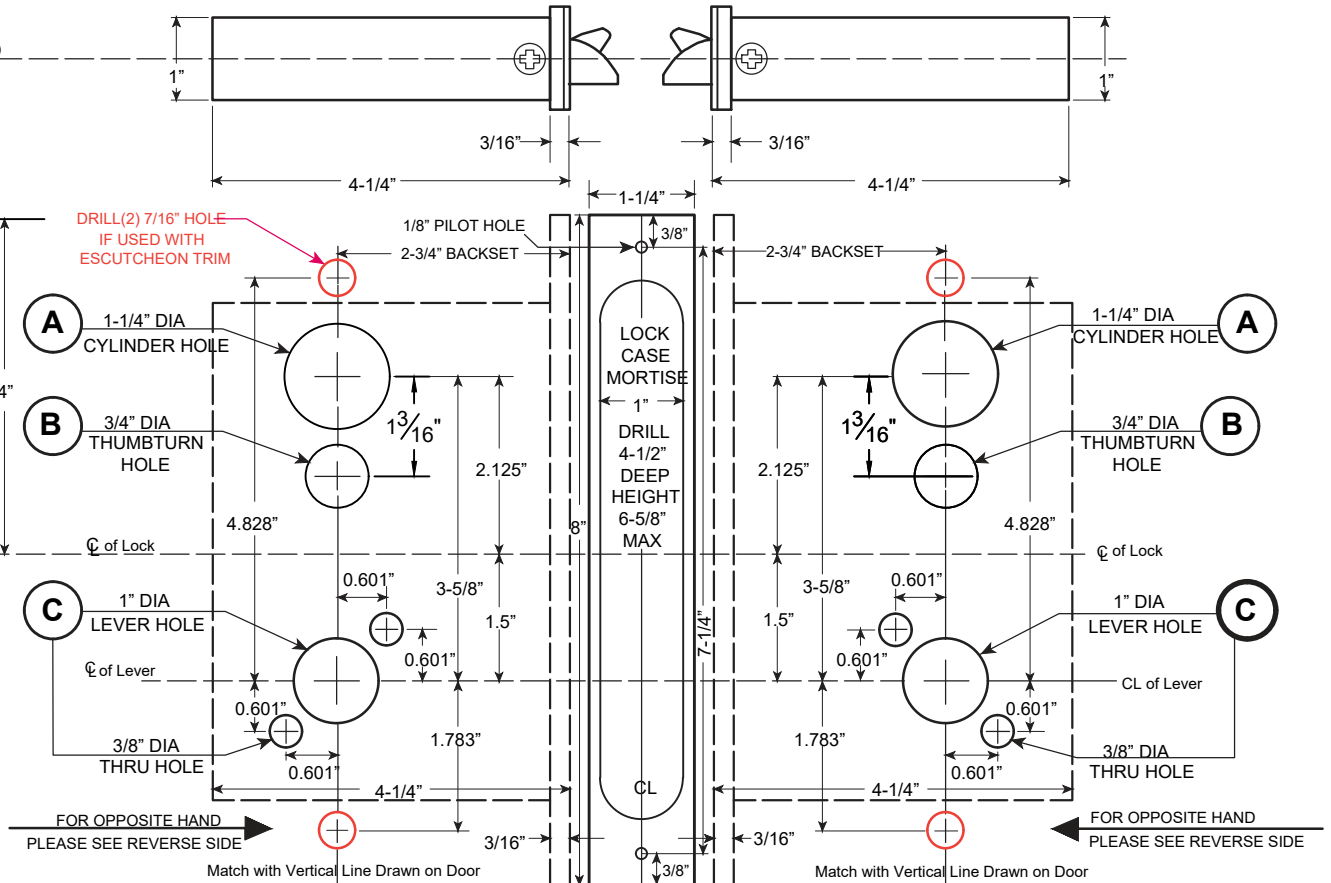 1”
1”
3/16”
3/16”
4-1/4”
4-1/4”
1-1/4”
DRILL(2) 7/16” HOLE
IF USED WITH
ESCUTCHEON TRIM
1/8” PILOT HOLE
3/8”
2-3/4” BACKSET
2-3/4” BACKSET
A
1-1/4” DIA
CYLINDER HOLE
LOCK
CASE
MORTISE
1”
DRILL
4-1/2”
DEEP
HEIGHT
6-5/8”
MAX
1-1/4” DIA
CYLINDER HOLE
A
4”
B
3/4” DIA
THUMBTURN
HOLE
1 3/16"
1 3/16"
3/4” DIA
THUMBTURN
HOLE
B
2.125”
2.125”
4.828”
8”
4.828”
℄ of Lock
℄ of Lock
0.601”
3-5/8”
3-5/8”
0.601”
C
1” DIA
LEVER HOLE
1.5”
7-1/4”
1.5”
1” DIA
LEVER HOLE
C
0.601”
0.601”
℄ of Lever
CL of Lever
0.601”
0.601”
1.783”
1.783”
3/8” DIA
THRU HOLE
0.601”
0.601”
3/8” DIA
THRU HOLE
4-1/4”
CL
4-1/4”
FOR OPPOSITE HAND
PLEASE SEE REVERSE SIDE
3/16”
3/16”
FOR OPPOSITE HAND
PLEASE SEE REVERSE SIDE
Match with Vertical Line Drawn on Door
3/8”
Match with Vertical Line Drawn on Door